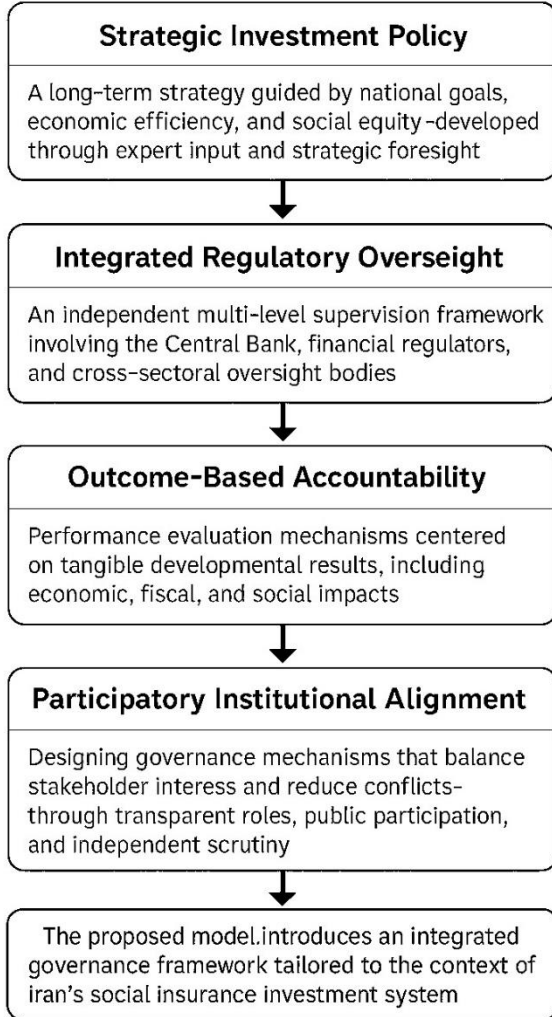 Strategic Investment Policy
A long-term strategy guided by national goals,
economic efficiency, and social equity-developed
through expert input and strategic foresight
Integrated Regulatory Overseight
An independent multi-level supervision framework
involving the Central Bank, financial regulators,
and cross-sectoral oversight bodies
Outcome-Based Accountability
Performance evaluation mechanisms centered
on tangible developmental results, including
economic, fiscal, and social impacts
Participatory Institutional Alignment
Designing governance mechanisms that balance
stakeholder interess and reduce conflicts-
through transparent roles, public participation,
and independent scrutiny
The proposed model.introduces an integrated
governance framework tailored to the context of
iran's social insurance investment system